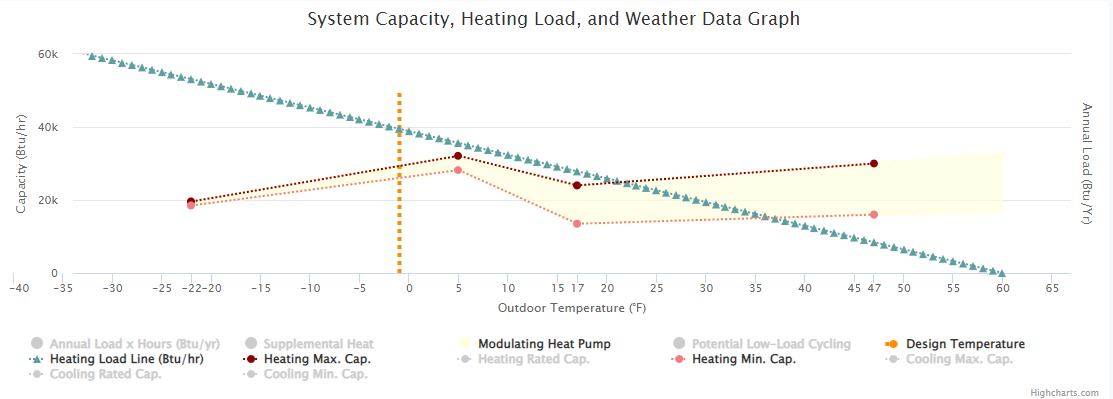 System Capacity, Heating Load, and Weather Data Graph
60k
40k
20k
0
Capacity (Btu/hr)
Annual Load (Btu/Yr)
−40 −35 −30 −25 −22 −20 −15 −10 −5 0 5 10 15 17 20 25 30 35 40 45 47 50 55 60 65
Outdoor Temperature (°F)
Annual Load x Hours (Btu/yr) Supplemental Heat Modulating Heat Pump Potential Low-Load Cycling Design Temperature
Heating Load Line (Btu/hr) Heating Max. Cap. Heating Rated Cap. Heating Min. Cap. Cooling Max. Cap.
Cooling Rated Cap. Cooling Min. Cap.
Highcharts.com